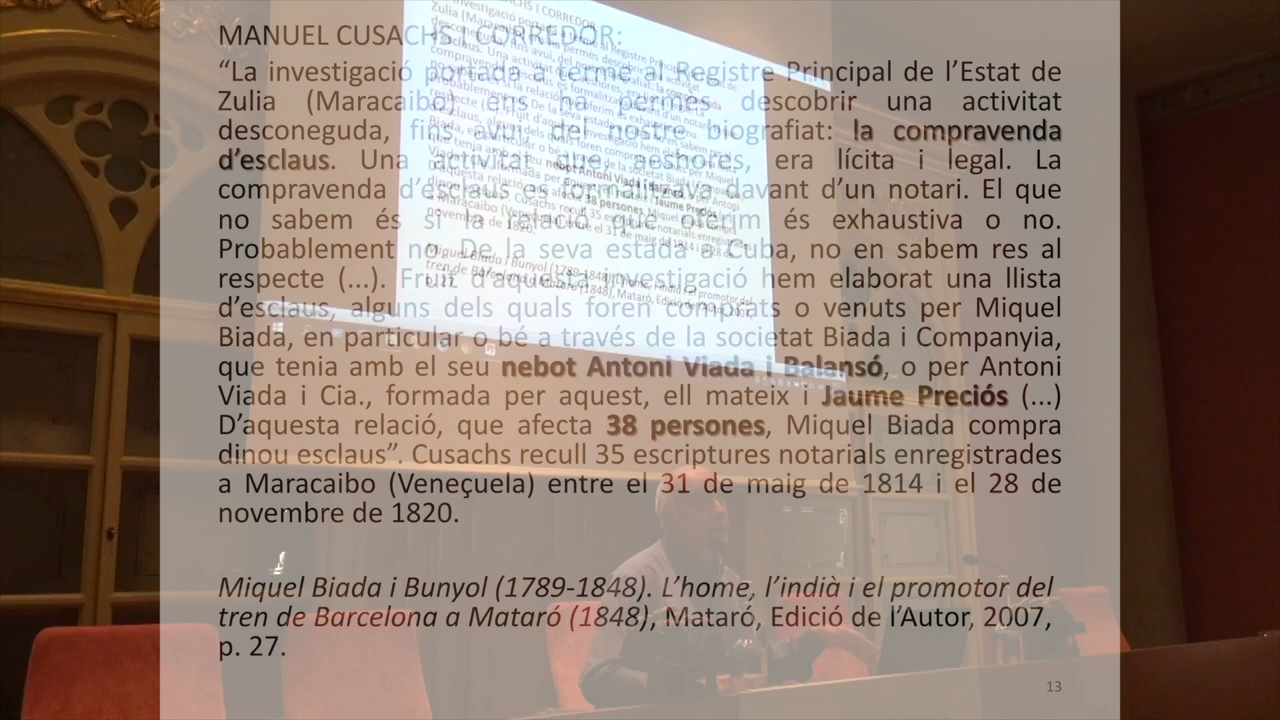 MANUEL CUSACHS I CORREDOR:
“La investigació portada a terme al Registre Principal de l’Estat de
Zulia (Maracaibo) ens ha permès descobrir una activitat
desconeguda, fins avui, del nostre biografiat: la compravenda
d’esclaus. Una activitat que, aeshores, era lícita i legal. La
compravenda d’esclaus es formalitzava davant d’un notari. El que
no sabem és si la relació que oferim és exhaustiva o no.
Probablement no. De la seva estada a Cuba, no en sabem res al
respecte (...). Fruit d’aquesta investigació hem elaborat una llista
d’esclaus, alguns dels quals foren comprats o venuts per Miquel
Biada, en particular o bé a través de la societat Biada i Companyia,
que tenia amb el seu nebot Antoni Viada i Balansó, o per Antoni
Viada i Cia., formada per aquest, ell mateix i Jaume Preciós (...)
D’aquesta relació, que afecta 38 persones, Miquel Biada compra
dinou esclaus”. Cusachs recull 35 escriptures notarials enregistrades
a Maracaibo (Veneçuela) entre el 31 de maig de 1814 i el 28 de
novembre de 1820.
Miquel Biada i Bunyol (1789-1848). L’home, l’indià i el promotor del
tren de Barcelona a Mataró (1848), Mataró, Edició de l’Autor, 2007,
p. 27.
13